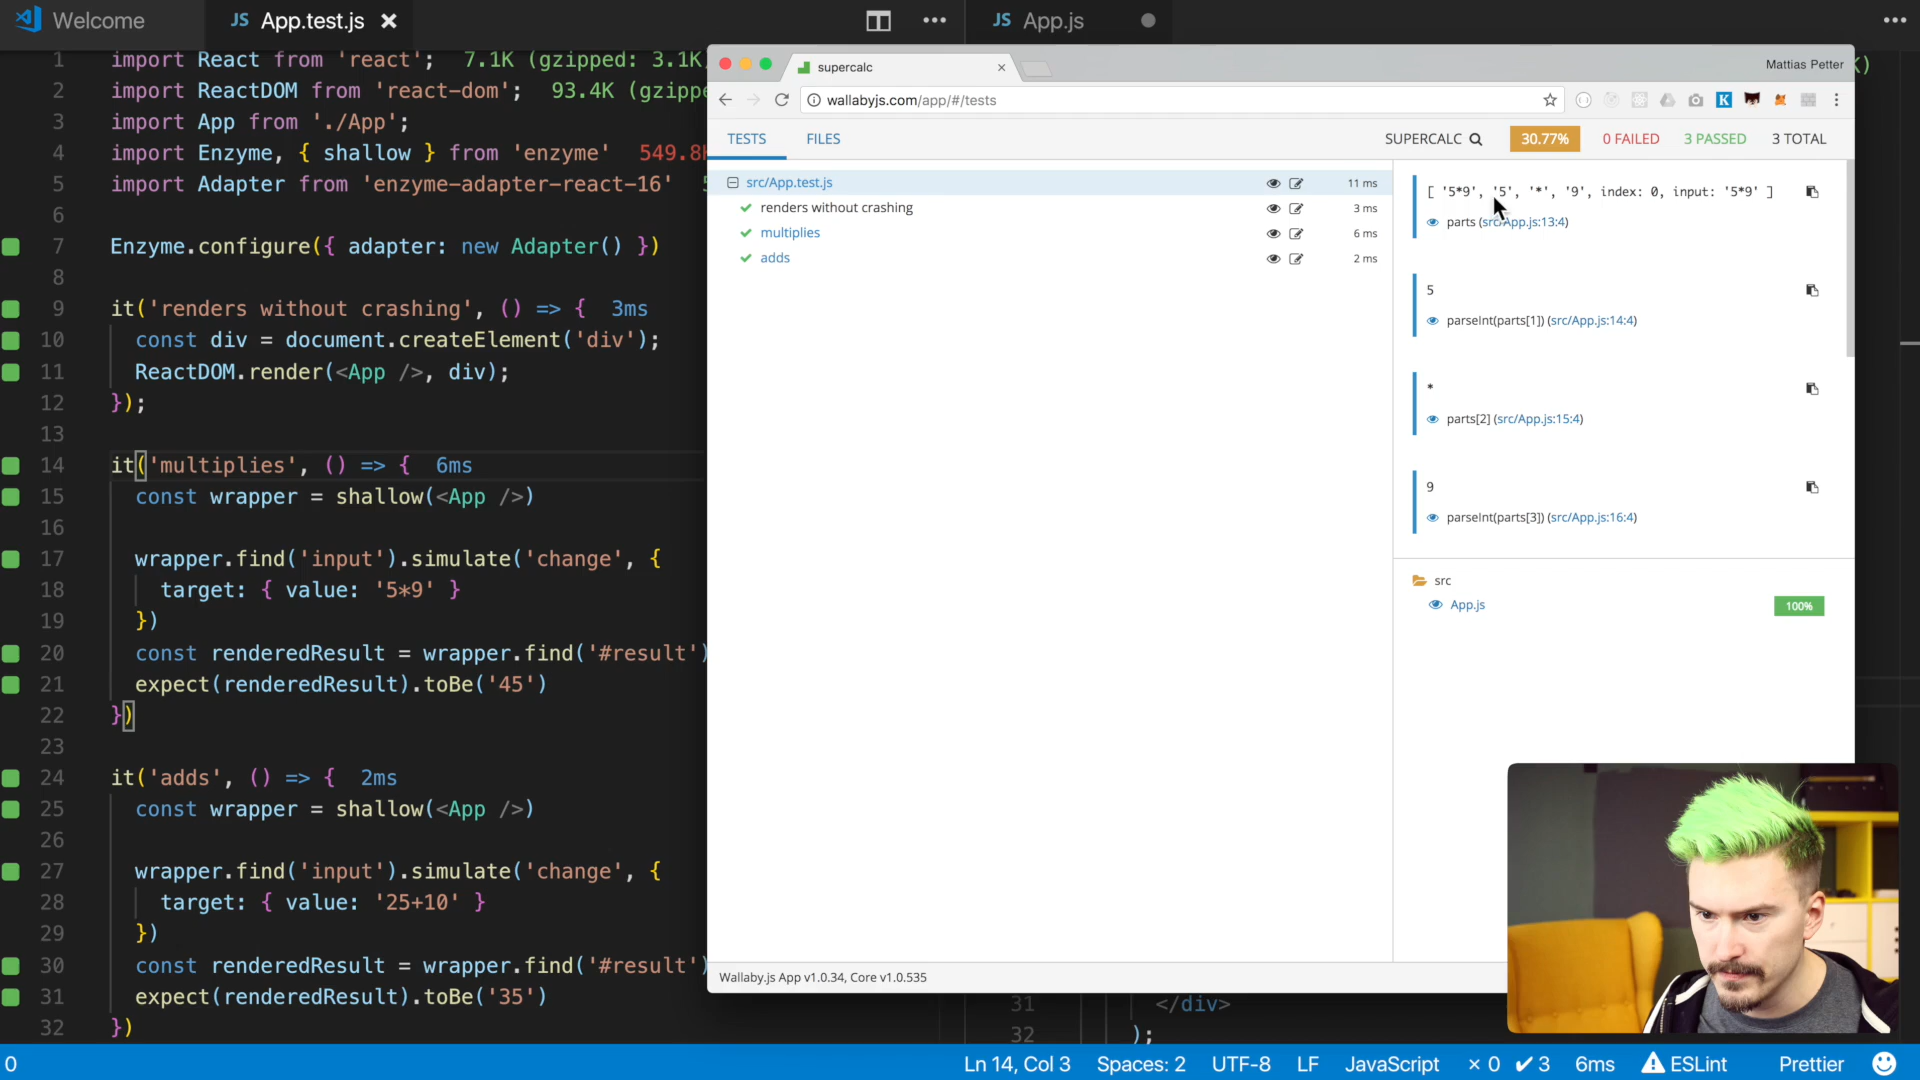 Welcome
JS App.test.js
JS App.js
1 import React from 'react'; 7.1K (gzipped: 3.1K
2 import ReactDOM from 'react-dom'; 93.4K (gzippe
3 import App from './App';
4 import Enzyme, { shallow } from 'enzyme' 549.8K
5 import Adapter from 'enzyme-adapter-react-16'
6
7 Enzyme.configure({ adapter: new Adapter() })
8
9 it('renders without crashing', () => { 3ms
10 const div = document.createElement('div');
11 ReactDOM.render(<App />, div);
12 });
13
14 it('multiplies', () => { 6ms
15 const wrapper = shallow(<App />)
16
17 wrapper.find('input').simulate('change', {
18 target: { value: '5*9' }
19 })
20 const renderedResult = wrapper.find('#result')
21 expect(renderedResult).toBe('45')
22 })
23
24 it('adds', () => { 2ms
25 const wrapper = shallow(<App />)
26
27 wrapper.find('input').simulate('change', {
28 target: { value: '25+10' }
29 })
30 const renderedResult = wrapper.find('#result')
31 expect(renderedResult).toBe('35')
32 })
supercalc
Mattias Petter
wallabyjs.com/app/#/tests
TESTS FILES
SUPERCALC 30.77% 0 FAILED 3 PASSED 3 TOTAL
src/App.test.js 11 ms
renders without crashing 3 ms
multiplies 6 ms
adds 2 ms
[ '5*9', '5', '*', '9', index: 0, input: '5*9' ]
parts (src/App.js:13:4)
5
parseInt(parts[1]) (src/App.js:14:4)
*
parts[2] (src/App.js:15:4)
9
parseInt(parts[3]) (src/App.js:16:4)
src
App.js 100%
Wallaby.js App v1.0.34, Core v1.0.535
31 </div>
32 );
0 Ln 14, Col 3 Spaces: 2 UTF-8 LF JavaScript × 0 ✔ 3 6ms ESLint Prettier